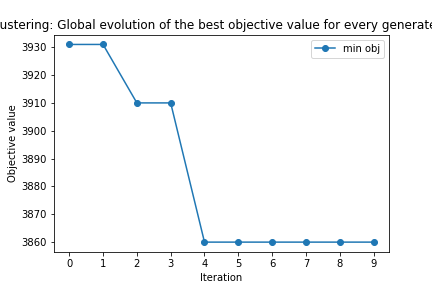 ustering: Global evolution of the best objective value for every generate
min obj
Objective value
3930
3920
3910
3900
3890
3880
3870
3860
0 1 2 3 4 5 6 7 8 9
Iteration